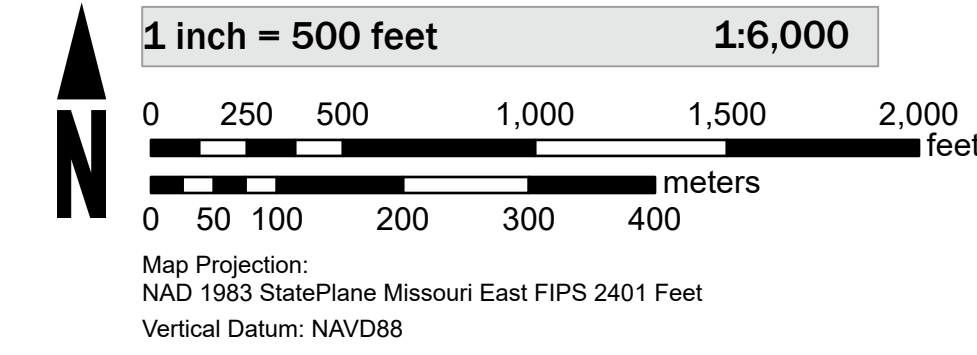 1 inch = 500 feet 1:6,000
0 250 500 1,000 1,500 2,000
feet
meters
0 50 100 200 300 400
N
Map Projection:
NAD 1983 StatePlane Missouri East FIPS 2401 Feet
Vertical Datum: NAVD88